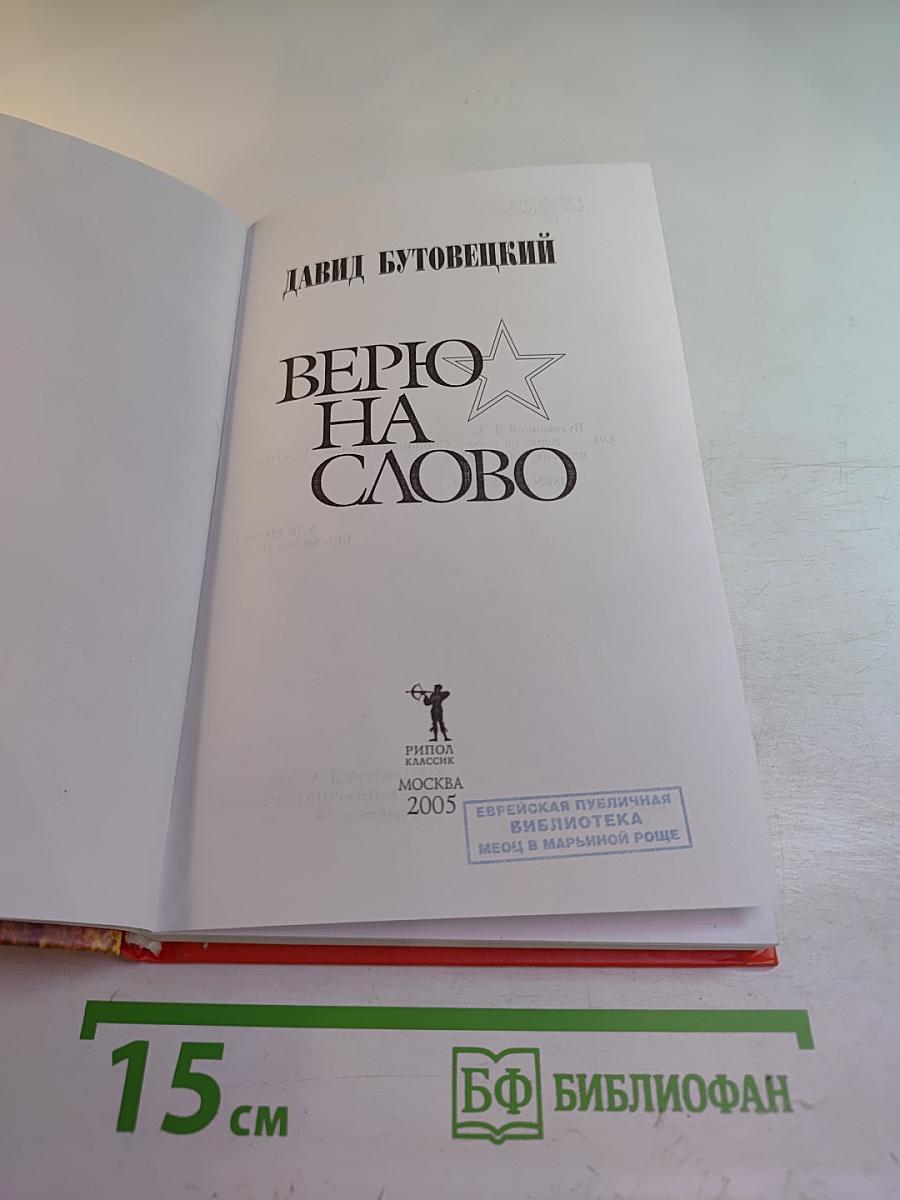 ДАВИД БУТОВЕЦКИЙ
ВЕРЮ
НА
СЛОВО
РИПОЛ
КЛАССИК
МОСКВА
2005
ЕВРЕЙСКАЯ ПУБЛИЧНАЯ
БИБЛИОТЕКА
МЕОЦ В МАРЬИНОЙ РОЩЕ
15 см
БФ БИБЛИОФАН